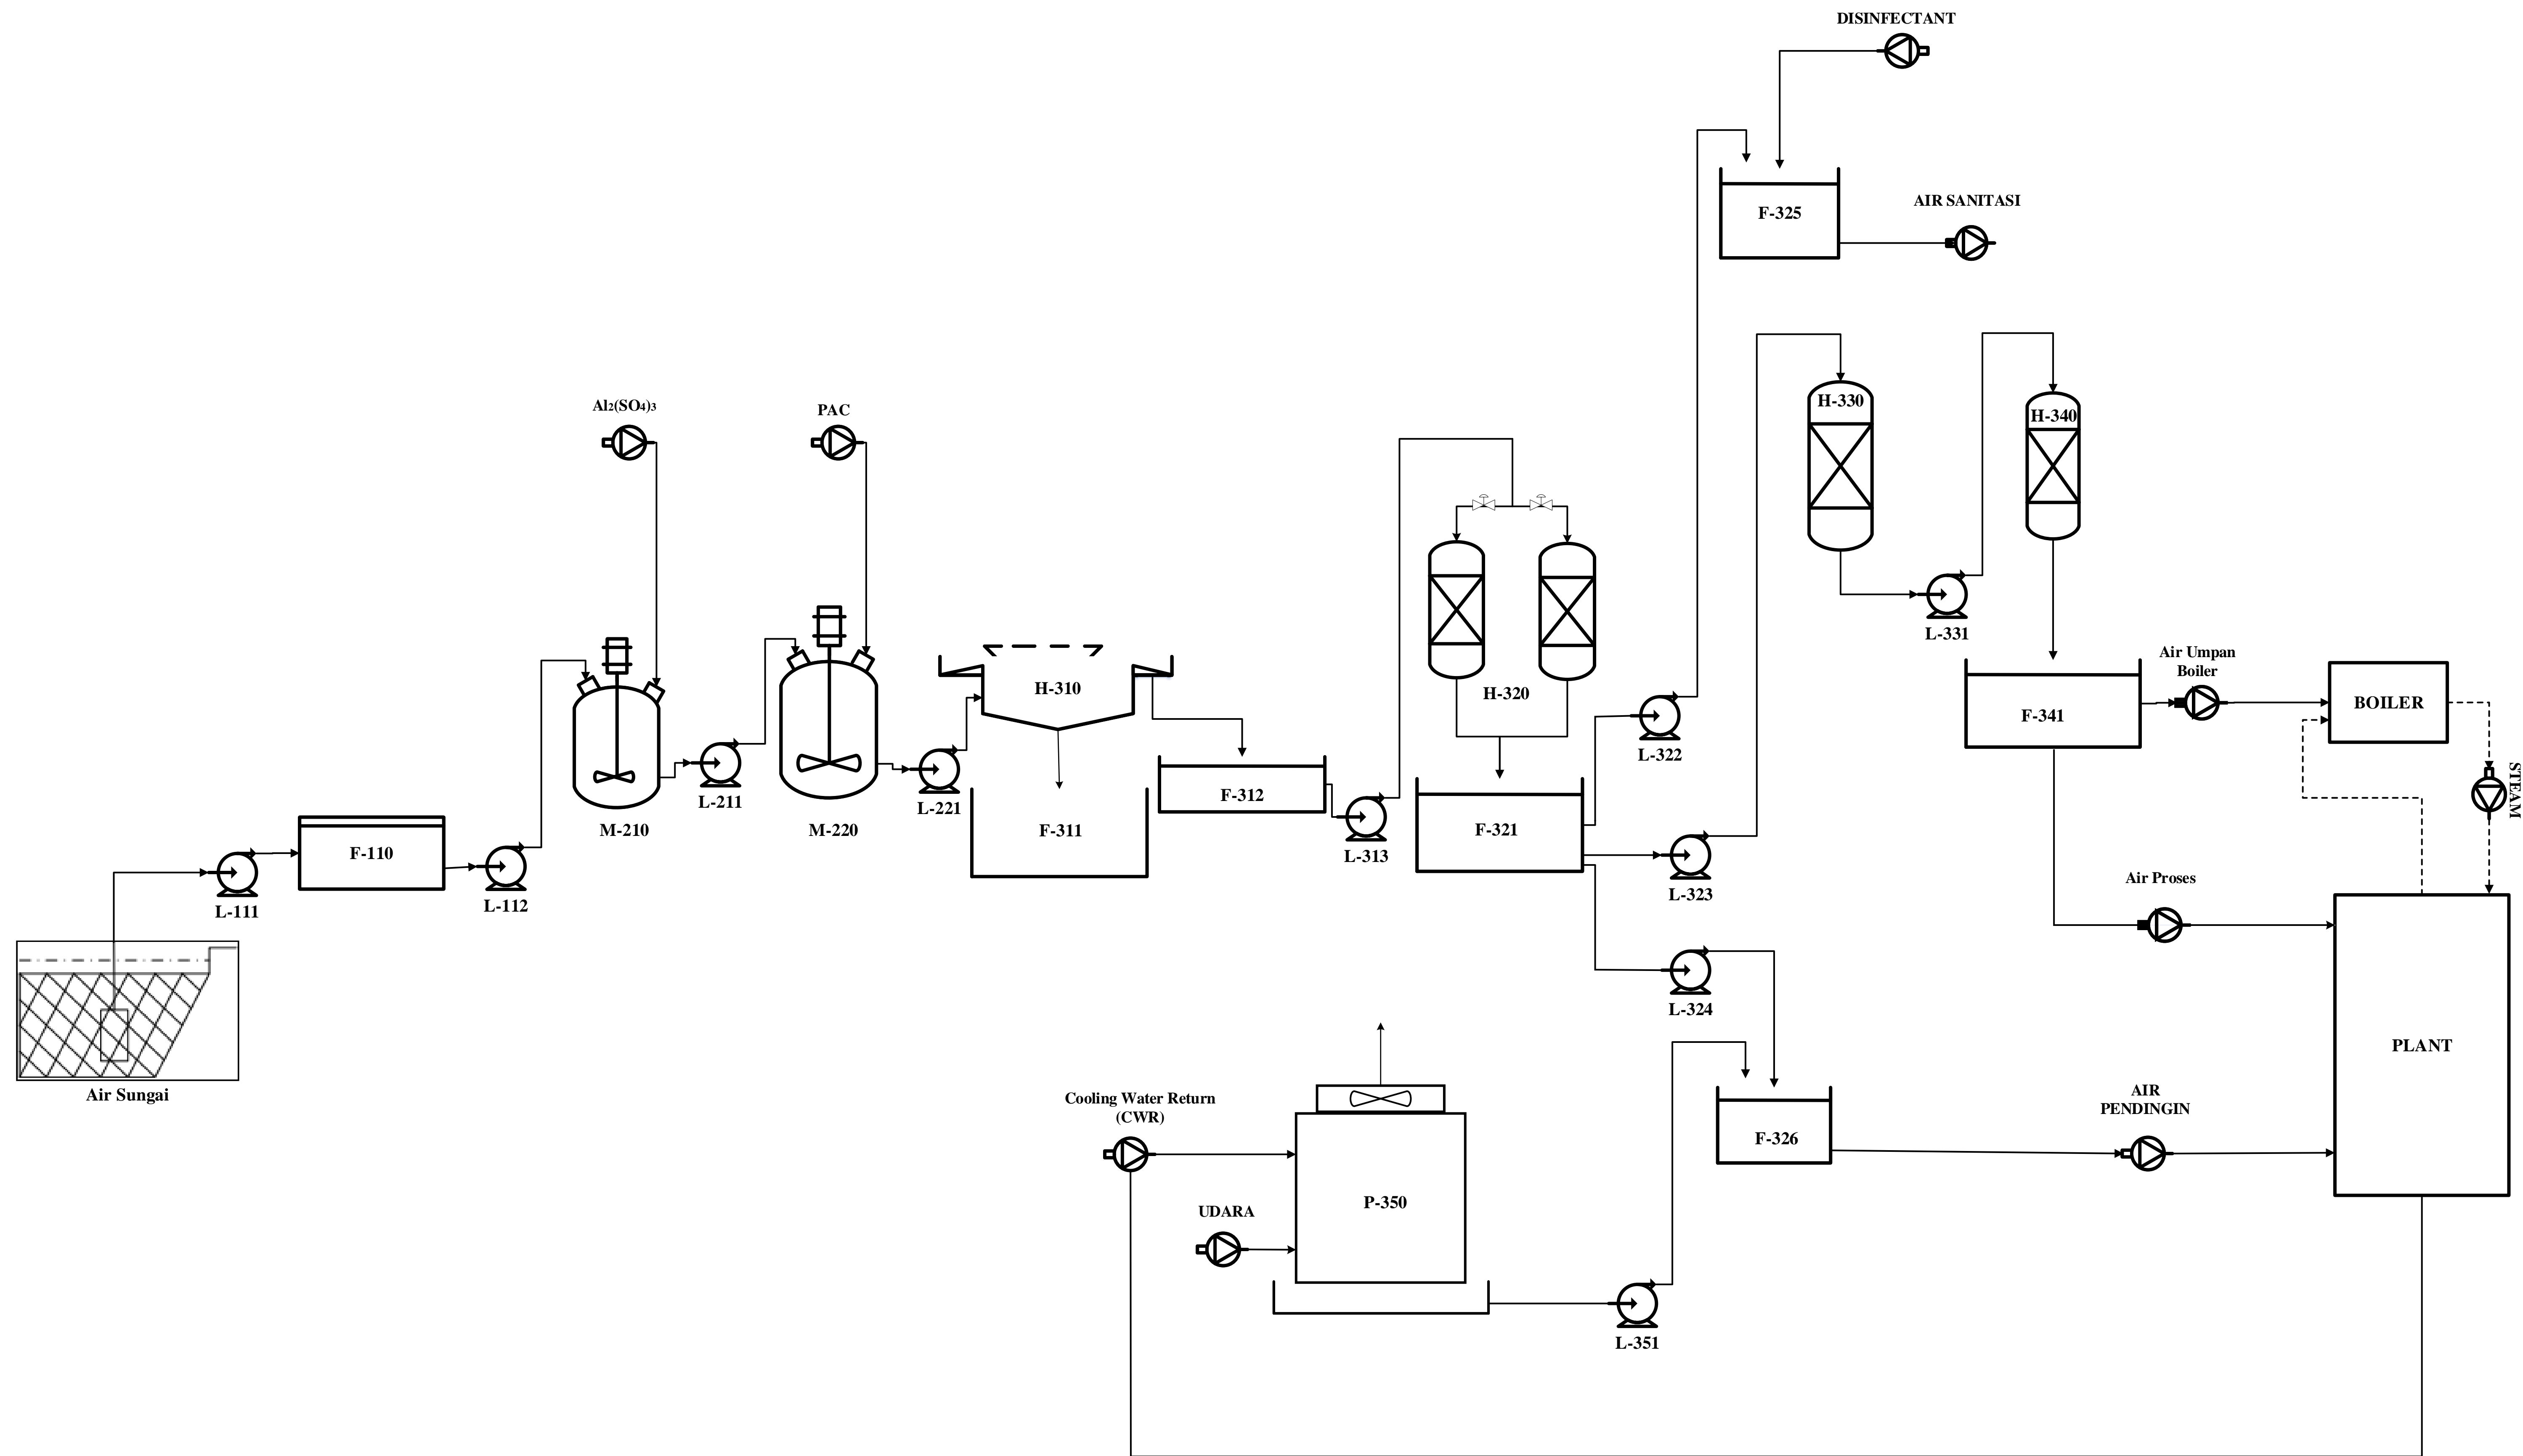 DISINFECTANT
F-325
AIR SANITASI
H-330
H-340
Al₂(SO₄)₃
PAC
L-331
Air Umpan
Boiler
BOILER
F-341
STEAM
H-310
H-320
L-322
F-312
F-321
L-211
L-221
M-210
M-220
F-311
F-110
L-313
L-323
L-111
L-112
Air Proses
L-324
PLANT
Air Sungai
Cooling Water Return
(CWR)
AIR
PENDINGIN
F-326
P-350
UDARA
L-351